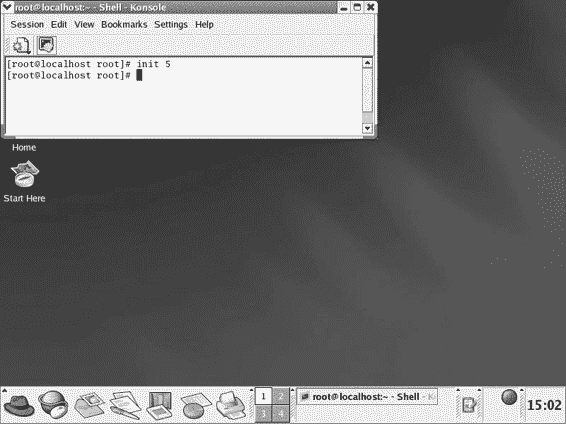 root@localhost:~ - Shell - Konsole
Session Edit View Bookmarks Settings Help
[root@localhost root]# init 5
[root@localhost root]#
Home
Start Here
1 2
3 4
root@localhost:~ - Shell - K
15:02